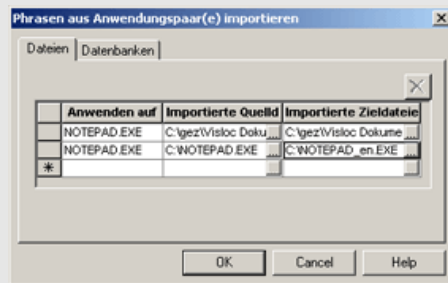 Phrasen aus Anwendungspaar(e) importieren
Dateien Datenbanken
Anwenden auf Importierte Quelld Importierte Zieldateie
NOTEPAD.EXE C:\gez\Visloc Doku ... C:\gez\Visloc Dokume ...
NOTEPAD.EXE C:\NOTEPAD.EXE ... C:\NOTEPAD_en.EXE ...
* ... ...
OK Cancel Help